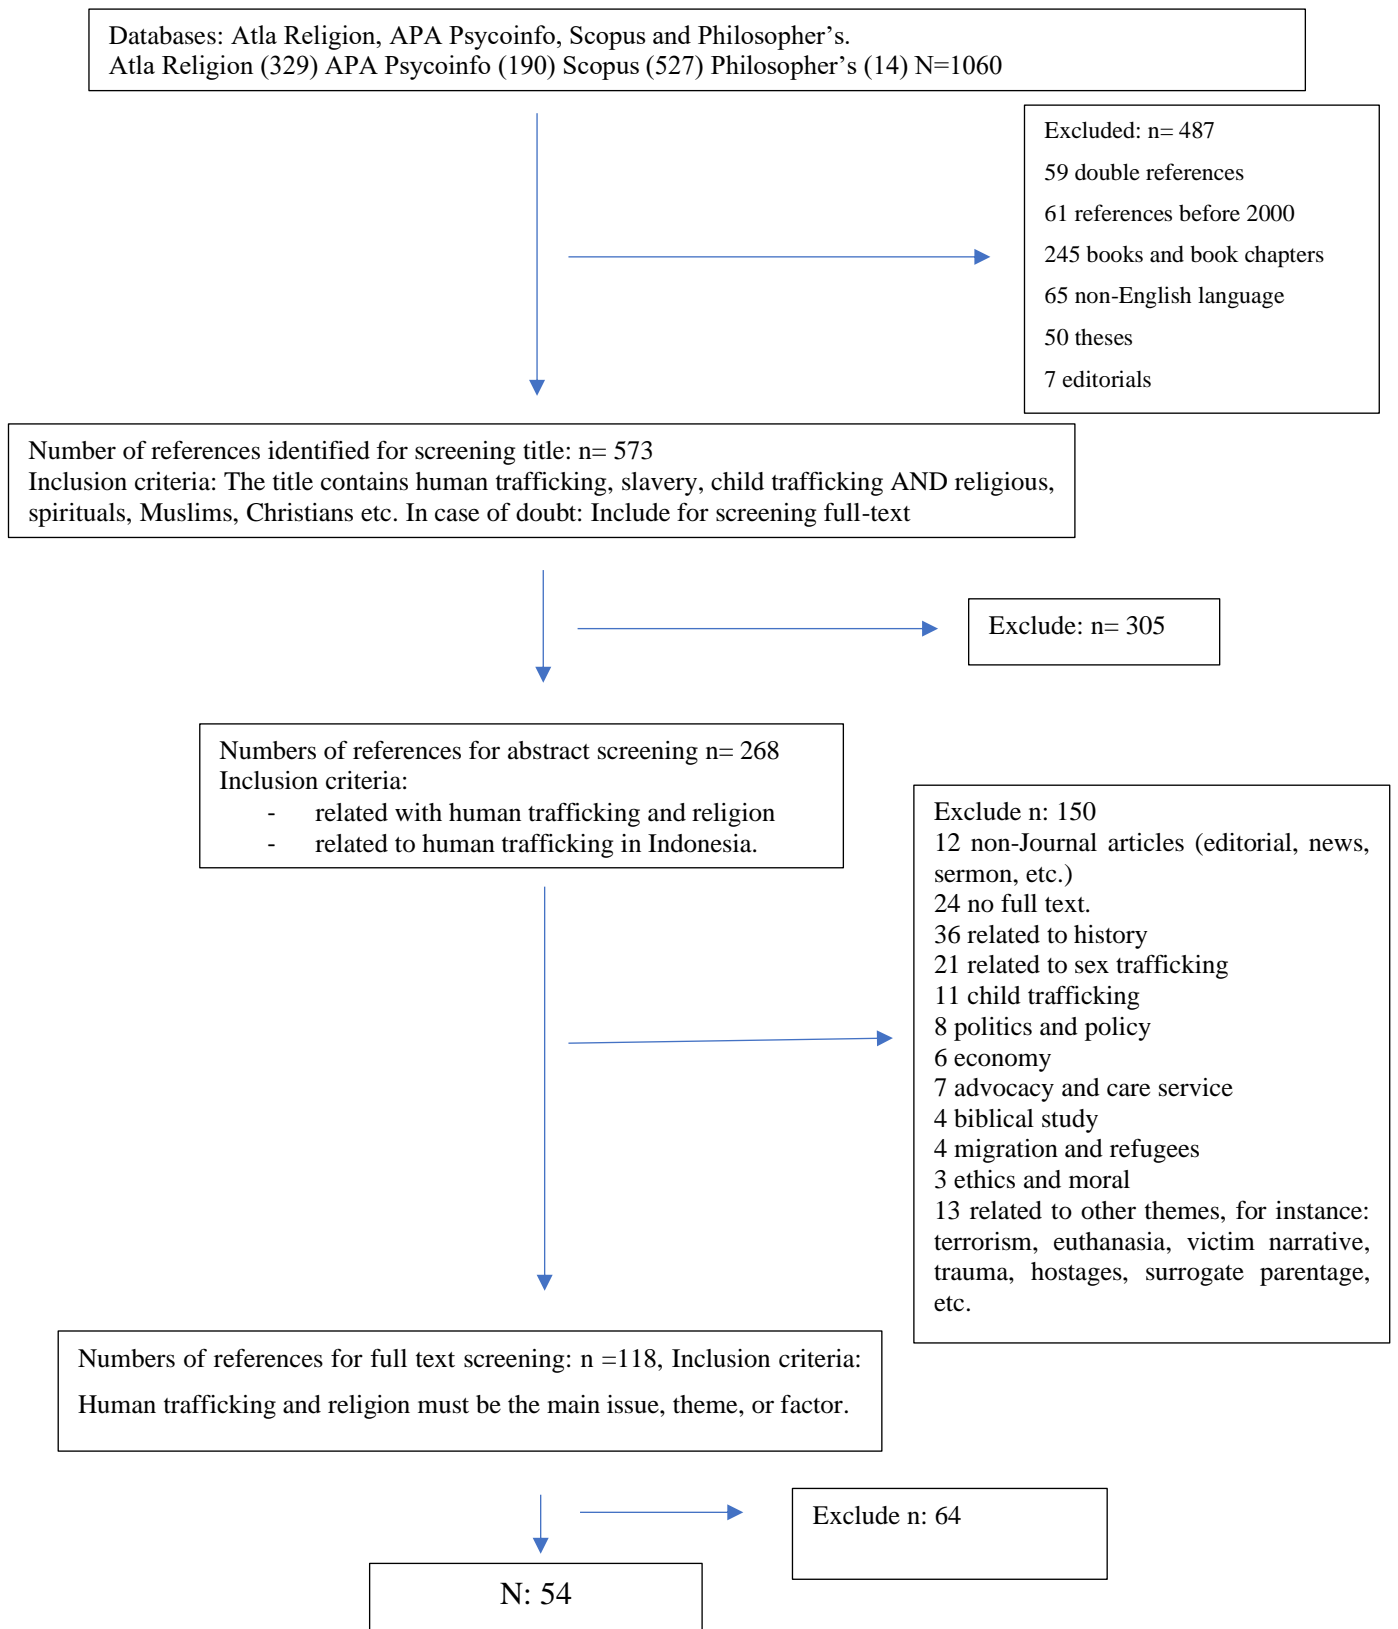 Databases: Atla Religion, APA Psycoinfo, Scopus and Philosopher's.
Atla Religion (329) APA Psycoinfo (190) Scopus (527) Philosopher's (14) N=1060
Excluded: n= 487
59 double references
61 references before 2000
245 books and book chapters
65 non-English language
50 theses
7 editorials
Number of references identified for screening title: n= 573
Inclusion criteria: The title contains human trafficking, slavery, child trafficking AND religious,
spirituals, Muslims, Christians etc. In case of doubt: Include for screening full-text
Exclude: n= 305
Numbers of references for abstract screening n= 268
Inclusion criteria:
- related with human trafficking and religion
- related to human trafficking in Indonesia.
Exclude n: 150
12 non-Journal articles (editorial, news,
sermon, etc.)
24 no full text.
36 related to history
21 related to sex trafficking
11 child trafficking
8 politics and policy
6 economy
7 advocacy and care service
4 biblical study
4 migration and refugees
3 ethics and moral
13 related to other themes, for instance:
terrorism, euthanasia, victim narrative,
trauma, hostages, surrogate parentage,
etc.
Numbers of references for full text screening: n =118, Inclusion criteria:
Human trafficking and religion must be the main issue, theme, or factor.
Exclude n: 64
N: 54